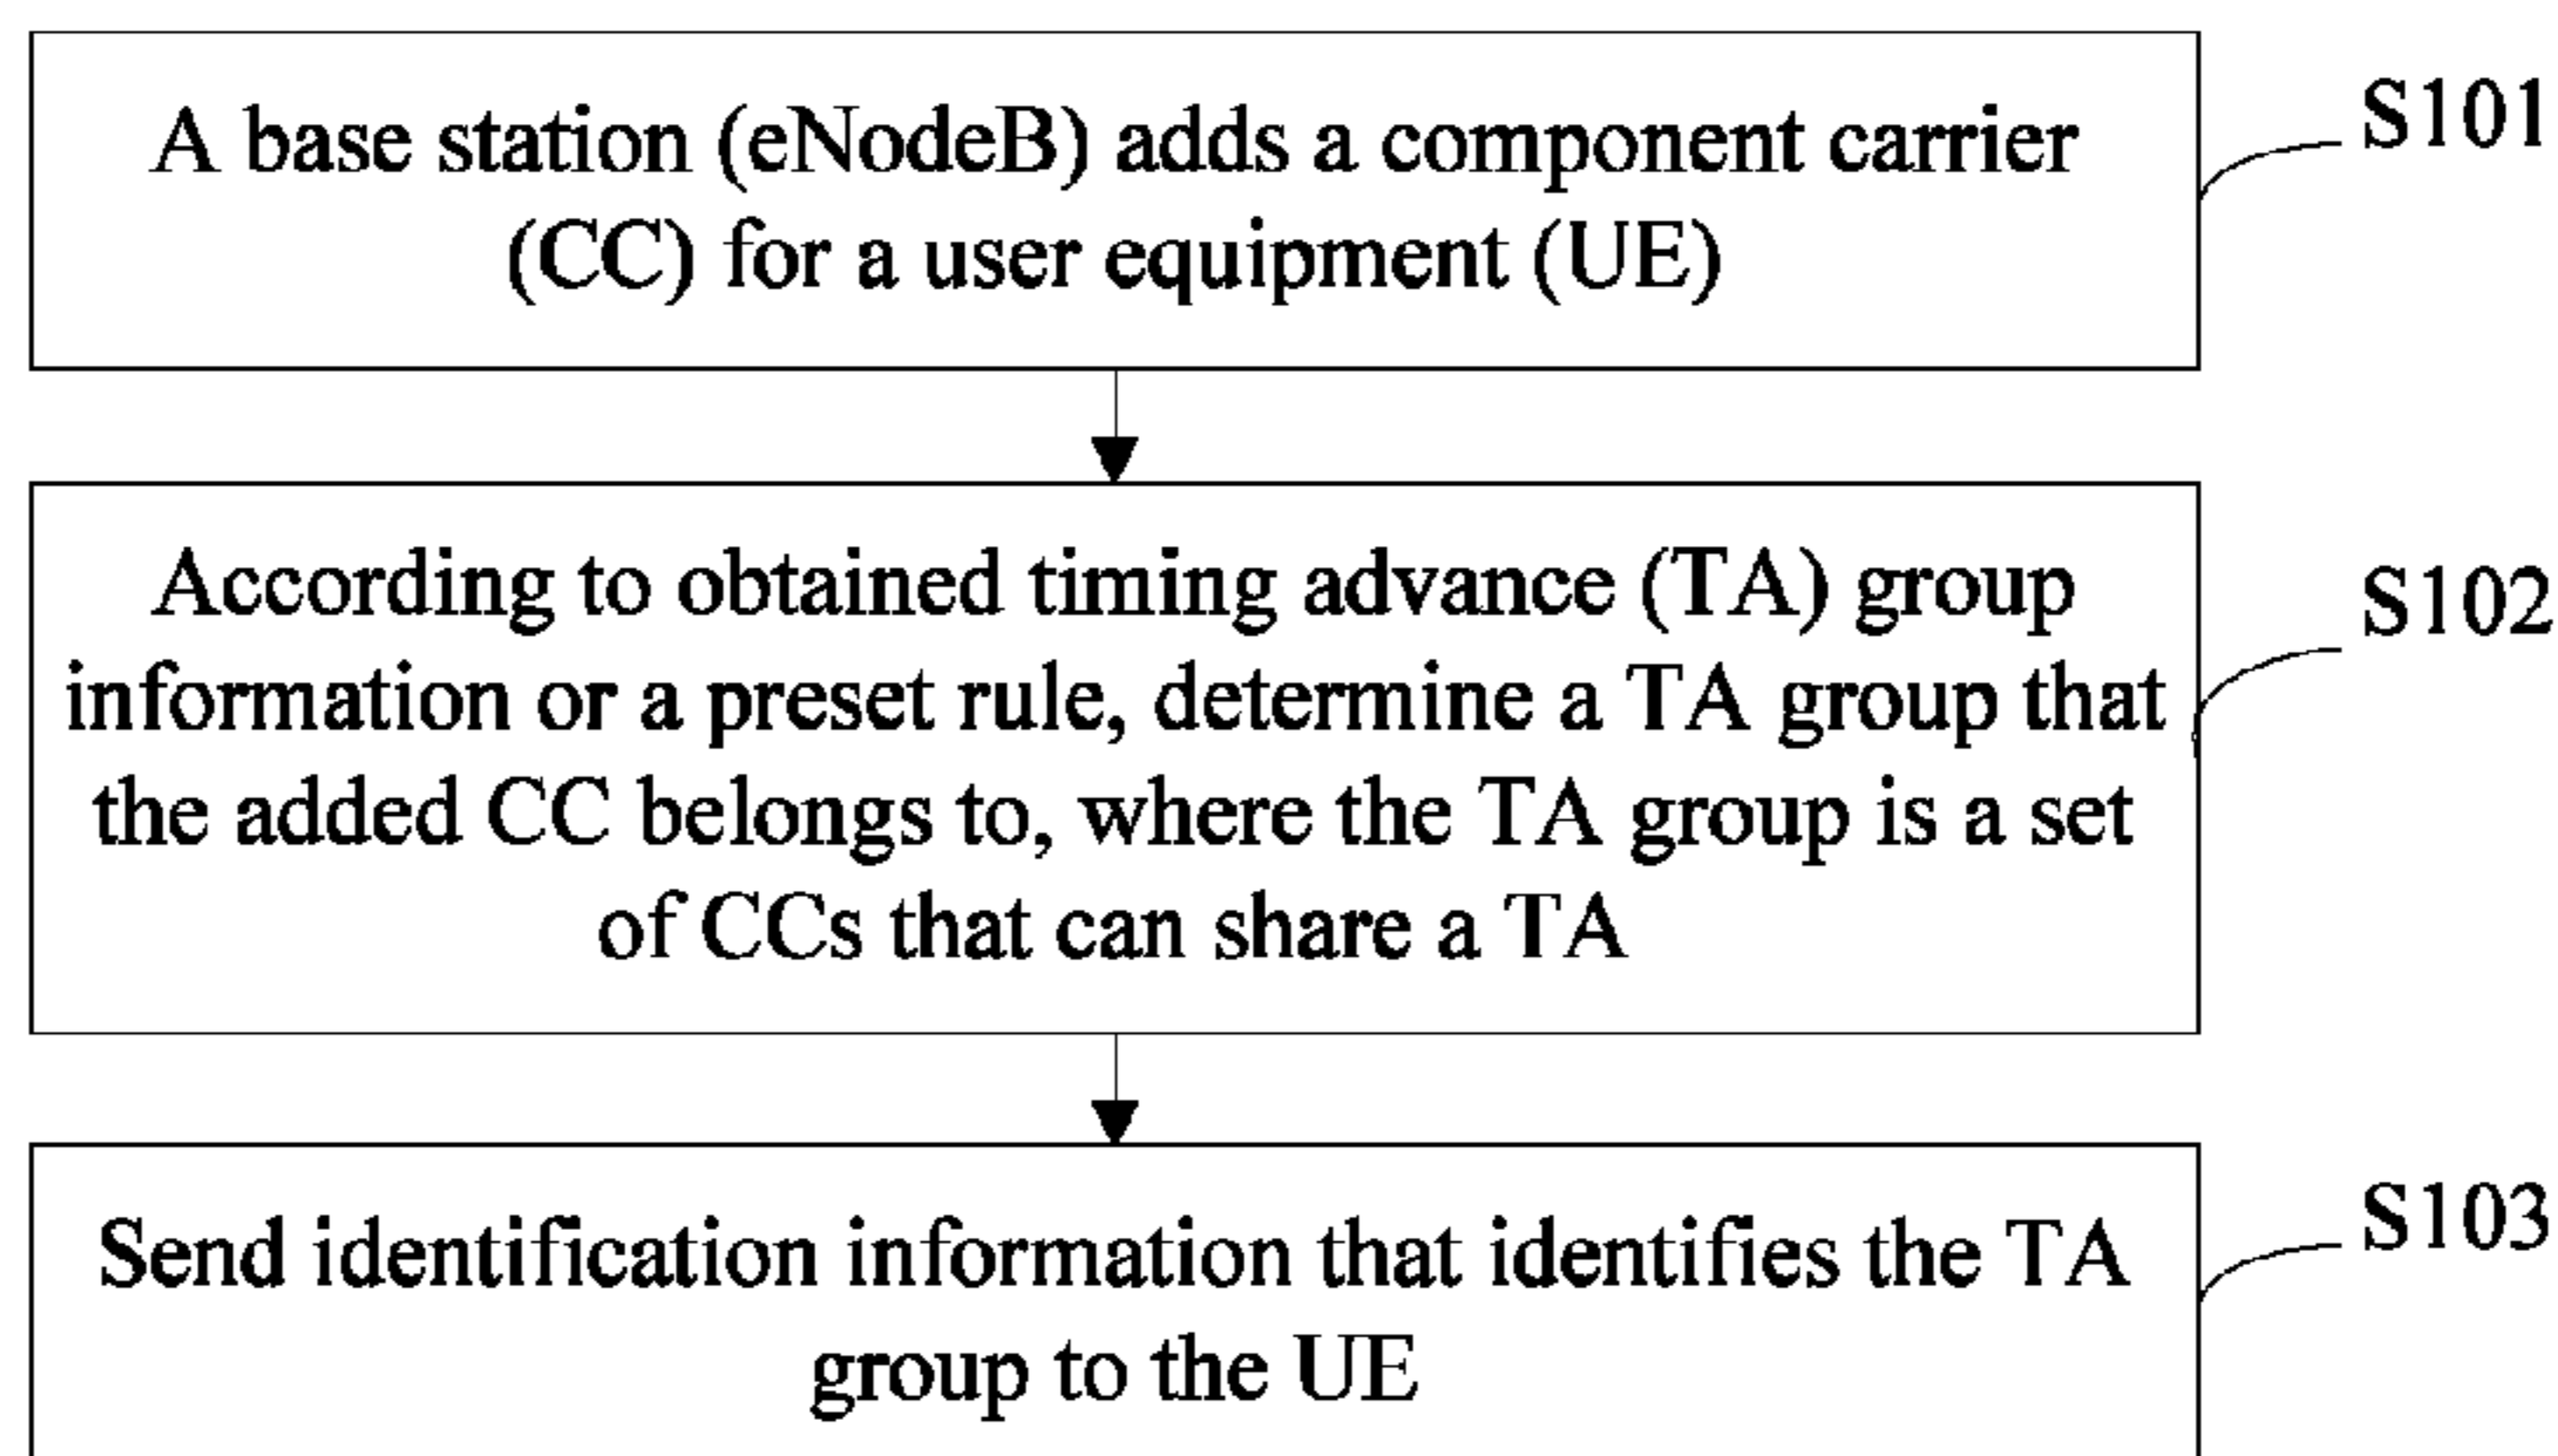 A base station (eNodeB) adds a component carrier
(CC) for a user equipment (UE)
S101
According to obtained timing advance (TA) group
information or a preset rule, determine a TA group that
the added CC belongs to, where the TA group is a set
of CCs that can share a TA
S102
Send identification information that identifies the TA
group to the UE
S103